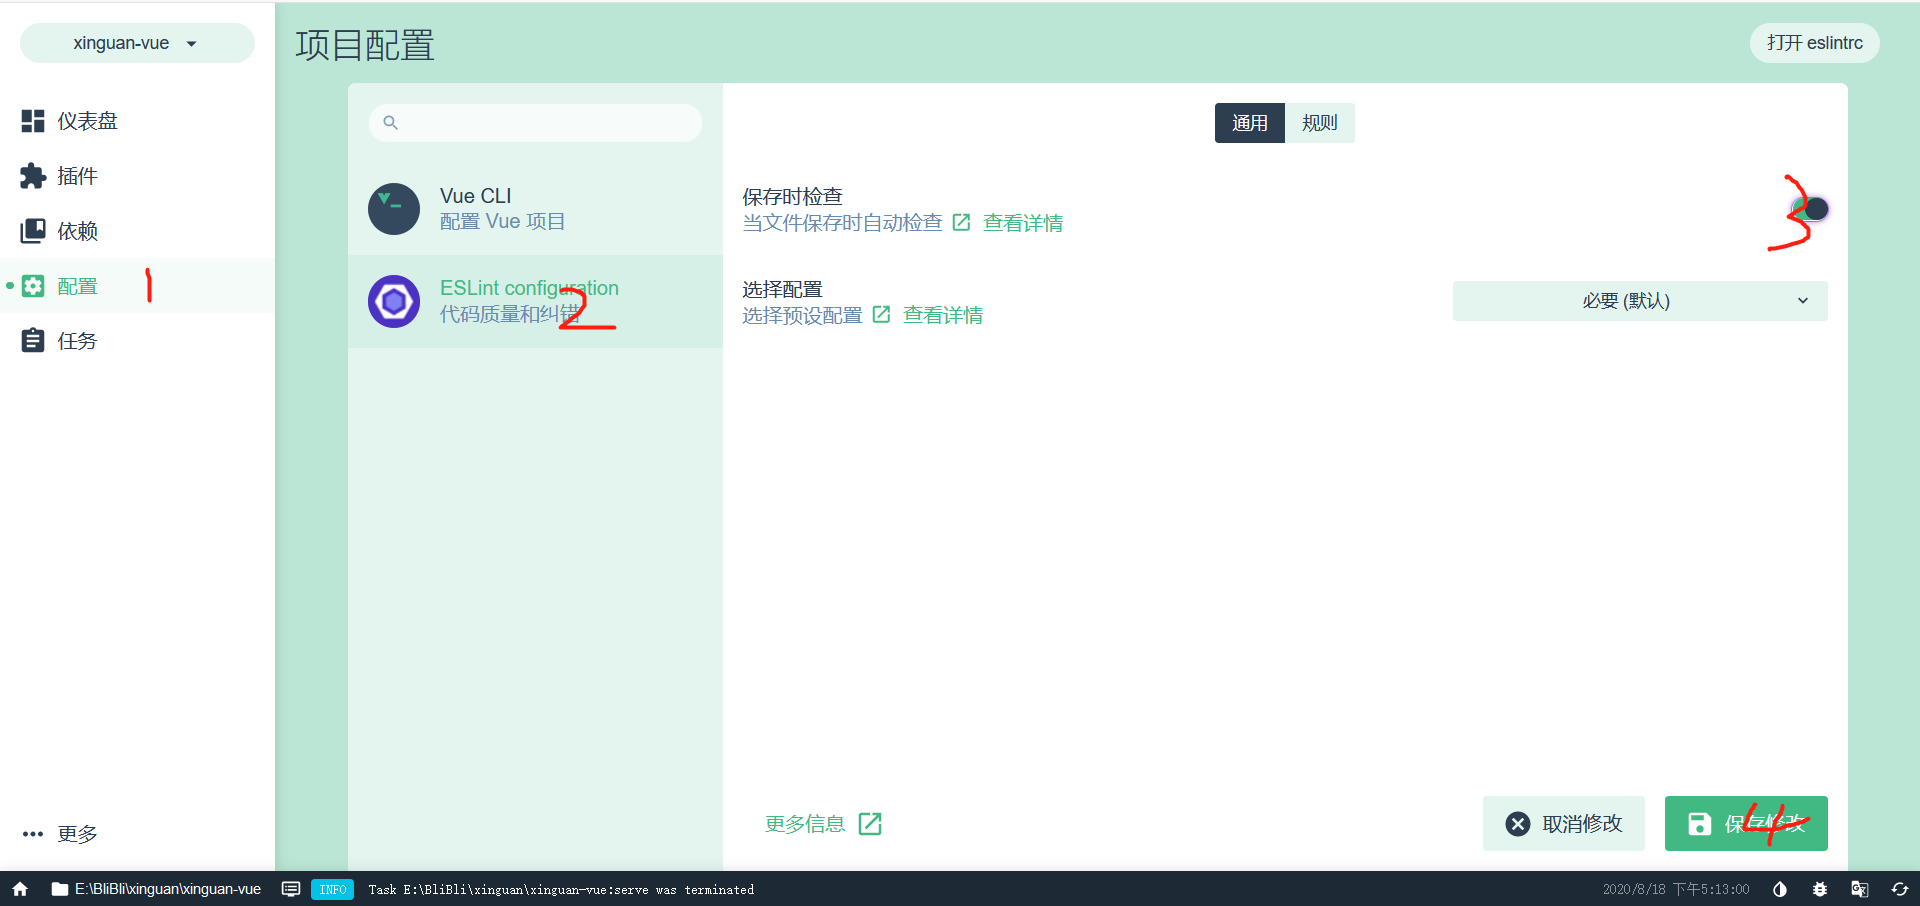 xinguan-vue
项目配置
打开 eslintrc
仪表盘
插件
依赖
配置
1
任务
更多
Vue CLI
配置 Vue 项目
ESLint configuration
代码质量和纠错
2
通用
规则
保存时检查
当文件保存时自动检查 查看详情
3
选择配置
选择预设配置 查看详情
必要 (默认)
更多信息
取消修改
保存修改
4
E:\BliBli\xinguan\xinguan-vue
INFO
Task E:\BliBli\xinguan\xinguan-vue:serve was terminated
2020/8/18 下午5:13:00